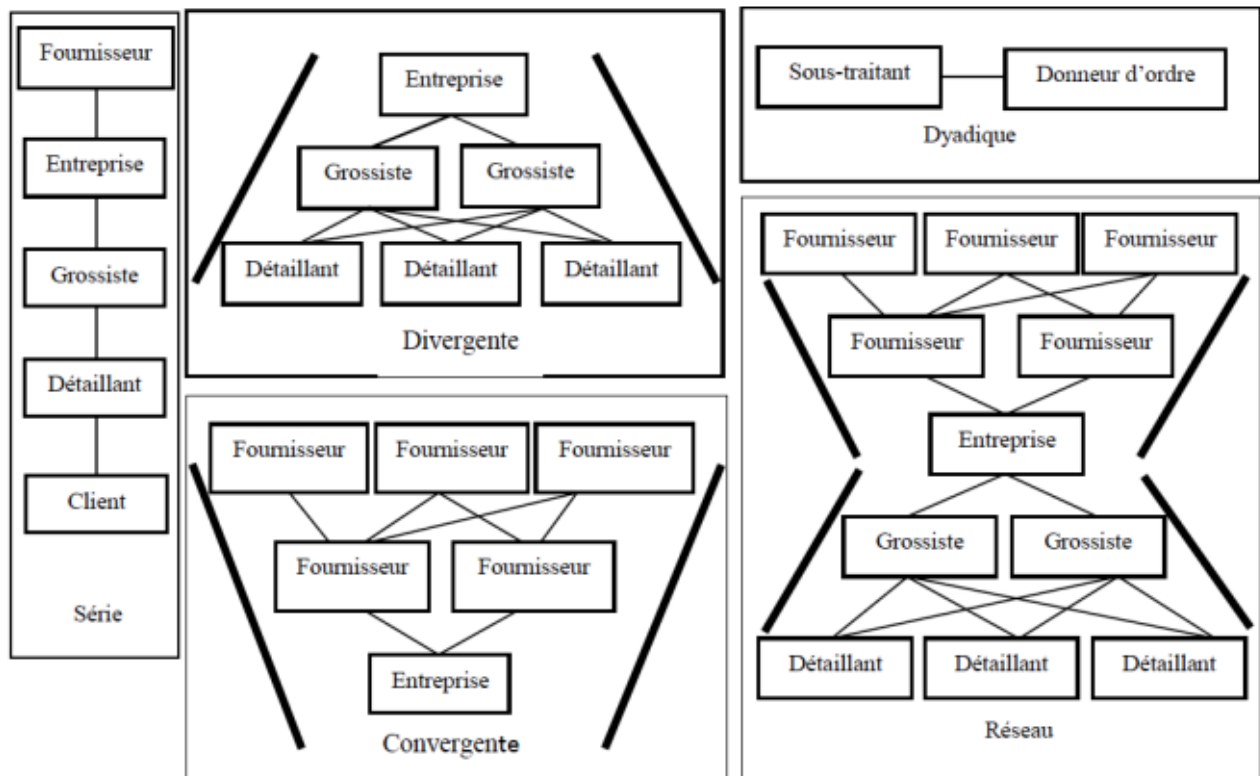 Fournisseur
Entreprise
Grossiste
Détaillant
Client
Série
Entreprise
Grossiste Grossiste
Détaillant Détaillant Détaillant
Divergente
Fournisseur Fournisseur Fournisseur
Fournisseur Fournisseur
Entreprise
Convergente
Sous-traitant Donneur d'ordre
Dyadique
Fournisseur Fournisseur Fournisseur
Fournisseur Fournisseur
Entreprise
Grossiste Grossiste
Détaillant Détaillant Détaillant
Réseau